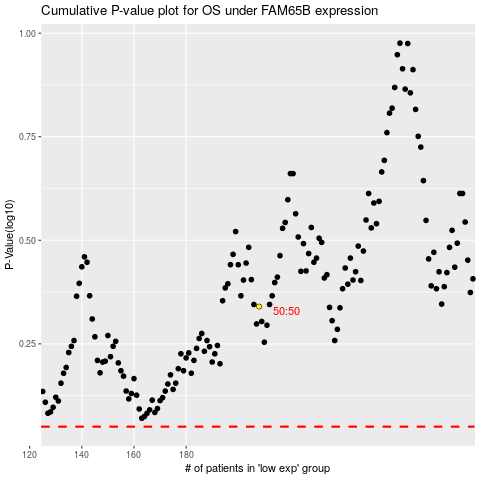 Cumulative P-value plot for OS under FAM65B expression
P-Value(log10)
1.00
0.75
0.50
0.25
50:50
120 140 160 180
# of patients in 'low exp' group